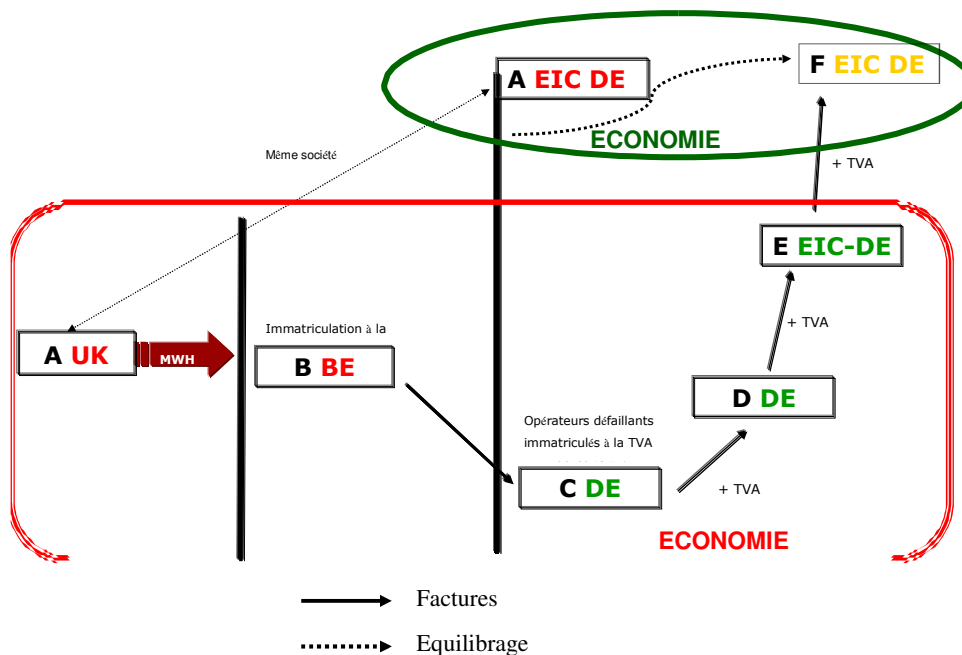 F EIC DE
A EIC DE
ECONOMIE
Même société
+ TVA
E EIC-DE
+ TVA
Immatriculation à la
A UK
MWH
B BE
D DE
Opérateurs défaillants
immatriculés à la TVA
C DE
+ TVA
ECONOMIE
Factures
Equilibrage